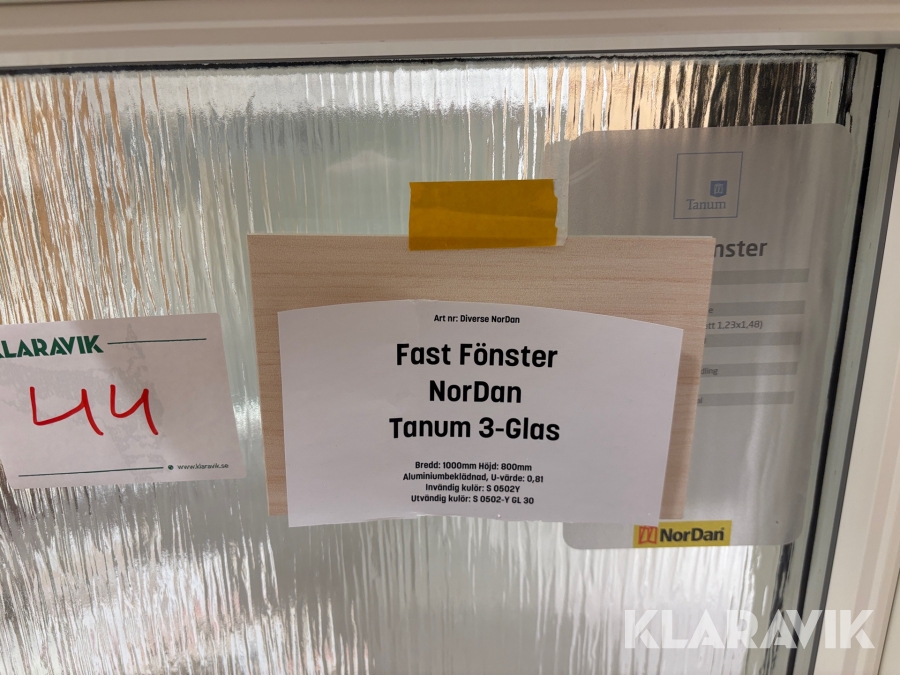 KLARAVIK
44
www.klaravik.se
Art nr: Diverse NorDan
Fast Fönster
NorDan
Tanum 3-Glas
Bredd: 1000mm Höjd: 800mm
Aluminiumbeklädnad, U-värde: 0,81
Invändig kulör: S 0502Y
Utvändig kulör: S 0502-Y GL 30
Tanum
nster
ett 1,23x1,48)
dling
NorDan
KLARAVIK